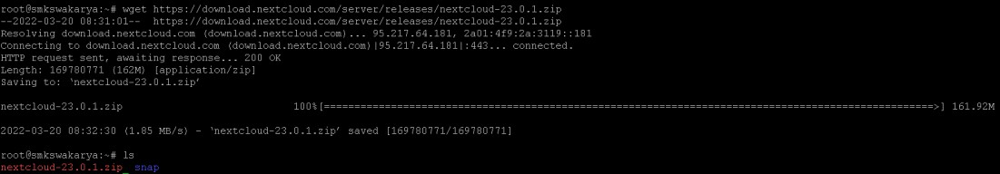 root@smkswakarya:~# wget https://download.nextcloud.com/server/releases/nextcloud-23.0.1.zip
--2022-03-20 08:31:01--  https://download.nextcloud.com/server/releases/nextcloud-23.0.1.zip
Resolving download.nextcloud.com (download.nextcloud.com)... 95.217.64.181, 2a01:4f9:2a:3119::181
Connecting to download.nextcloud.com (download.nextcloud.com)|95.217.64.181|:443... connected.
HTTP request sent, awaiting response... 200 OK
Length: 169780771 (162M) [application/zip]
Saving to: ‘nextcloud-23.0.1.zip’
nextcloud-23.0.1.zip 100%[===================================================================================================>] 161.92M
2022-03-20 08:32:30 (1.85 MB/s) - ‘nextcloud-23.0.1.zip’ saved [169780771/169780771]
root@smkswakarya:~# ls
nextcloud-23.0.1.zip  snap